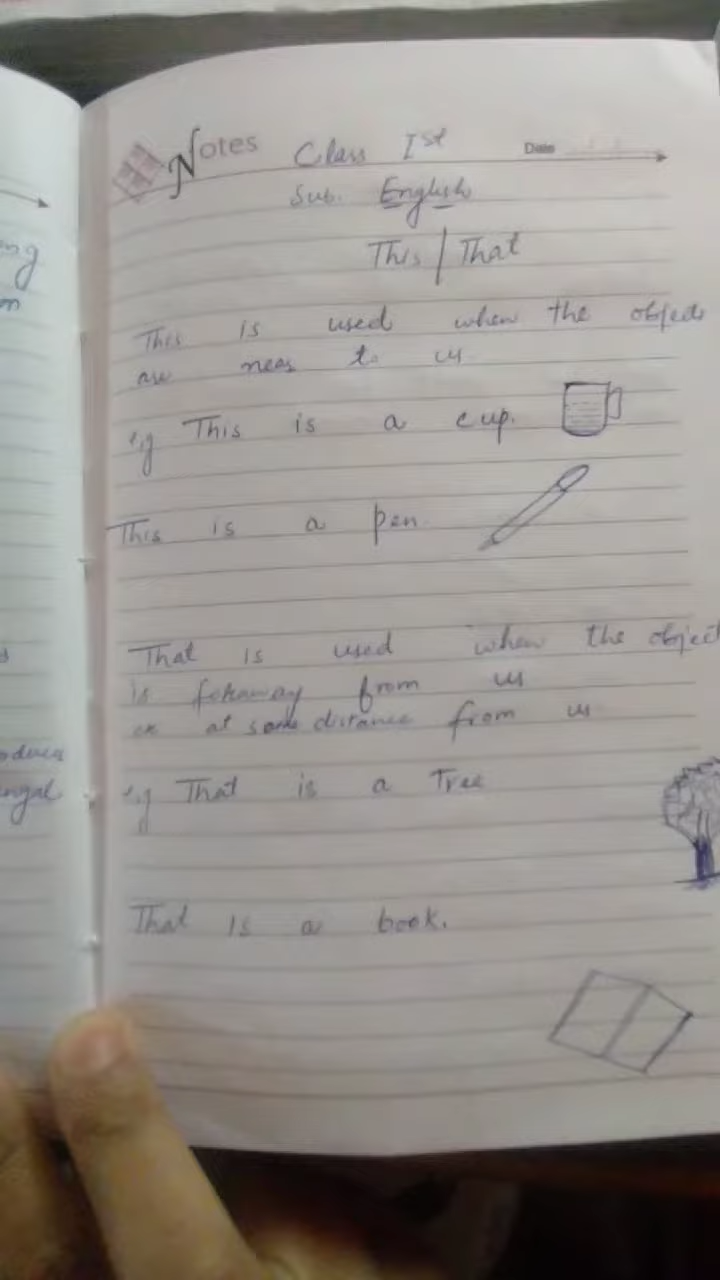 ng
Notes Class Ist Date
Sub. English
This | That
This is used when the object
are near to us
e.g This is a cup.
This is a pen.
That is used when the object
is faraway from us
or at some distance from us
e.g That is a Tree
That is a book.